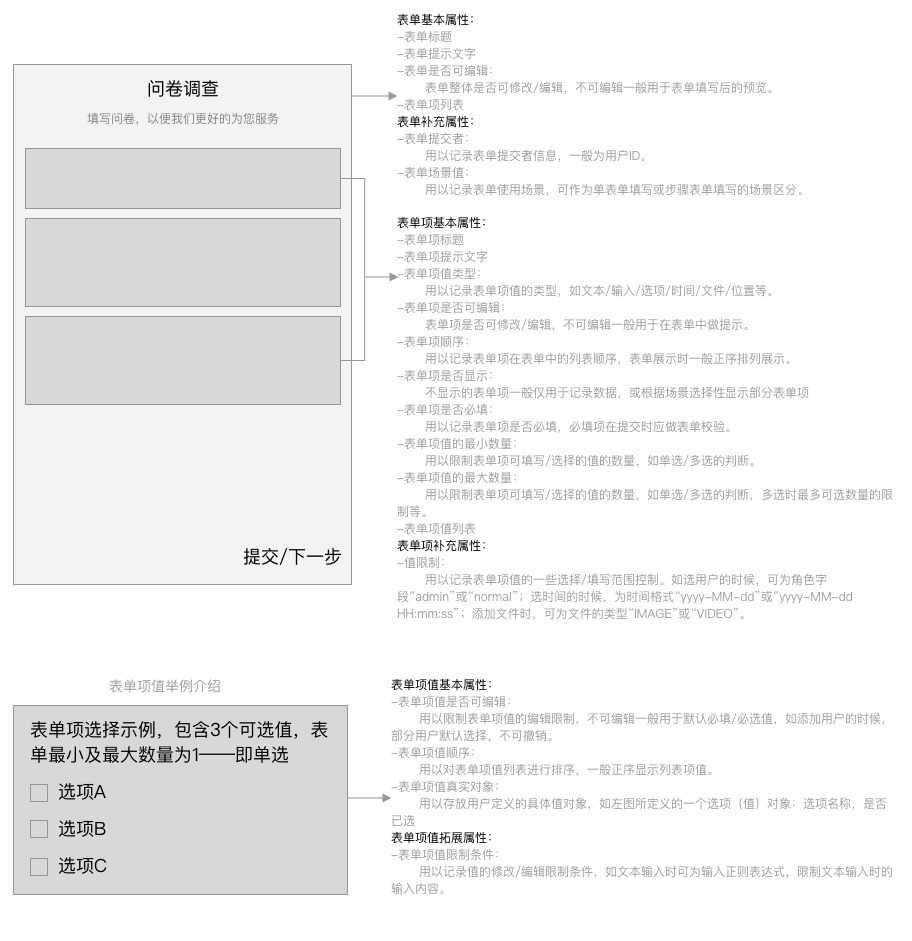 问卷调查
填写问卷，以便我们更好的为您服务
提交/下一步
表单基本属性：
–表单标题
–表单提示文字
–表单是否可编辑：
表单整体是否可修改/编辑，不可编辑一般用于表单填写后的预览。
–表单项列表
表单补充属性：
–表单提交者：
用以记录表单提交者信息，一般为用户ID。
–表单场景值：
用以记录表单使用场景，可作为单表单填写或步骤表单填写的场景区分。
表单项基本属性：
–表单项标题
–表单项提示文字
–表单项值类型：
用以记录表单项值的类型，如文本/输入/选项/时间/文件/位置等。
–表单项是否可编辑：
表单项是否可修改/编辑，不可编辑一般用于在表单中做提示。
–表单项顺序：
用以记录表单项在表单中的列表顺序，表单展示时一般正序排列展示。
–表单项是否显示：
不显示的表单项一般仅用于记录数据，或根据场景选择性显示部分表单项
–表单项是否必填：
用以记录表单项是否必填，必填项在提交时应做表单校验。
–表单项值的最小数量：
用以限制表单项可填写/选择的值的数量，如单选/多选的判断。
–表单项值的最大数量：
用以限制表单项可填写/选择的值的数量，如单选/多选的判断，多选时最多可选数量的限
制等。
–表单项值列表
表单项补充属性：
–值限制：
用以记录表单项值的一些选择/填写范围控制。如选用户的时候，可为角色字
段“admin”或“normal”；选时间的时候，为时间格式“yyyy-MM-dd”或“yyyy-MM-dd
HH:mm:ss”；添加文件时，可为文件的类型“IMAGE”或“VIDEO”。
表单项值举例介绍
表单项选择示例，包含3个可选值，表
单最小及最大数量为1——即单选
选项A
选项B
选项C
表单项值基本属性：
–表单项值是否可编辑：
用以限制表单项值的编辑限制，不可编辑一般用于默认必填/必选值，如添加用户的时候，
部分用户默认选择，不可撤销。
–表单项值顺序：
用以对表单项值列表进行排序，一般正序显示列表项值。
–表单项值真实对象：
用以存放用户定义的具体值对象，如左图所定义的一个选项（值）对象：选项名称，是否
已选
表单项值拓展属性：
–表单项值限制条件：
用以记录值的修改/编辑限制条件，如文本输入时可为输入正则表达式，限制文本输入时的
输入内容。